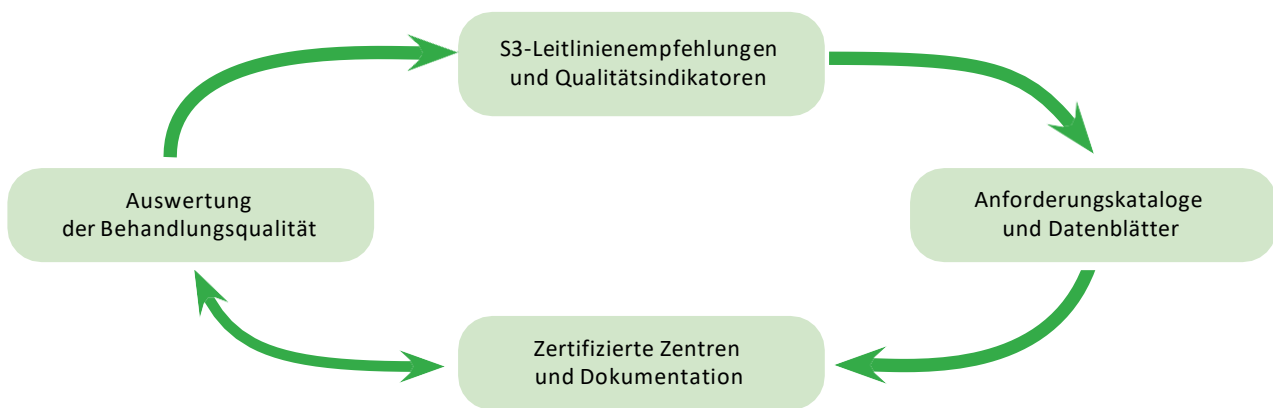 S3-Leitlinienempfehlungen
und Qualitätsindikatoren
Auswertung
der Behandlungsqualität
Anforderungskataloge
und Datenblätter
Zertifizierte Zentren
und Dokumentation